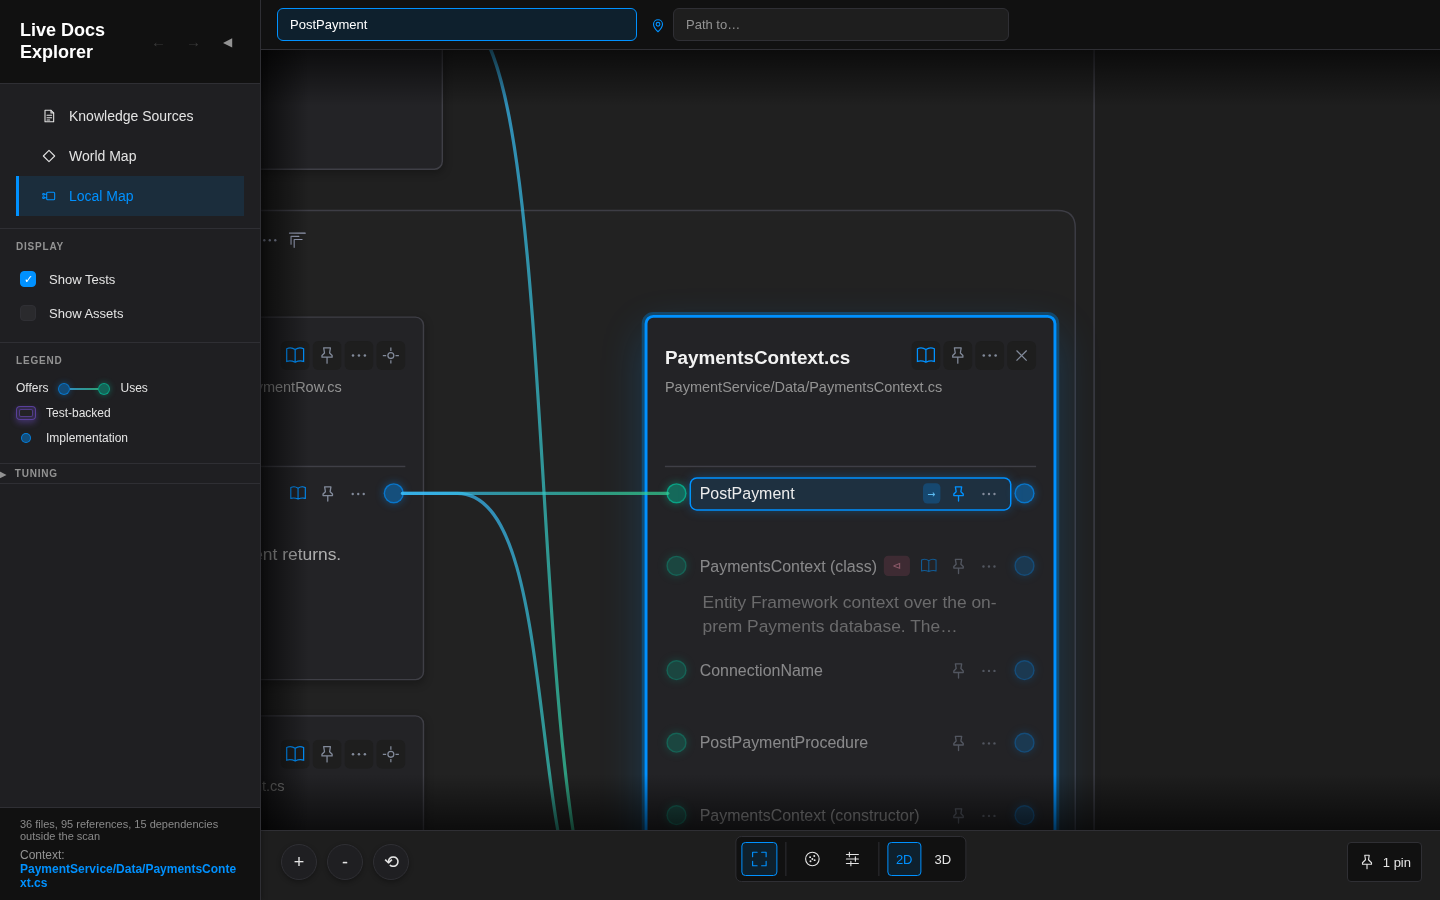 Live Docs
Explorer
PostPayment
Path to…
Knowledge Sources
World Map
Local Map
DISPLAY
Show Tests
Show Assets
LEGEND
Offers
Uses
Test-backed
Implementation
TUNING
36 files, 95 references, 15 dependencies
outside the scan
Context:
PaymentService/Data/PaymentsConte
xt.cs
mentRow.cs
nt returns.
t.cs
PaymentsContext.cs
PaymentService/Data/PaymentsContext.cs
PostPayment
PaymentsContext (class)
Entity Framework context over the on-
prem Payments database. The…
ConnectionName
PostPaymentProcedure
PaymentsContext (constructor)
+
-
2D
3D
1 pin